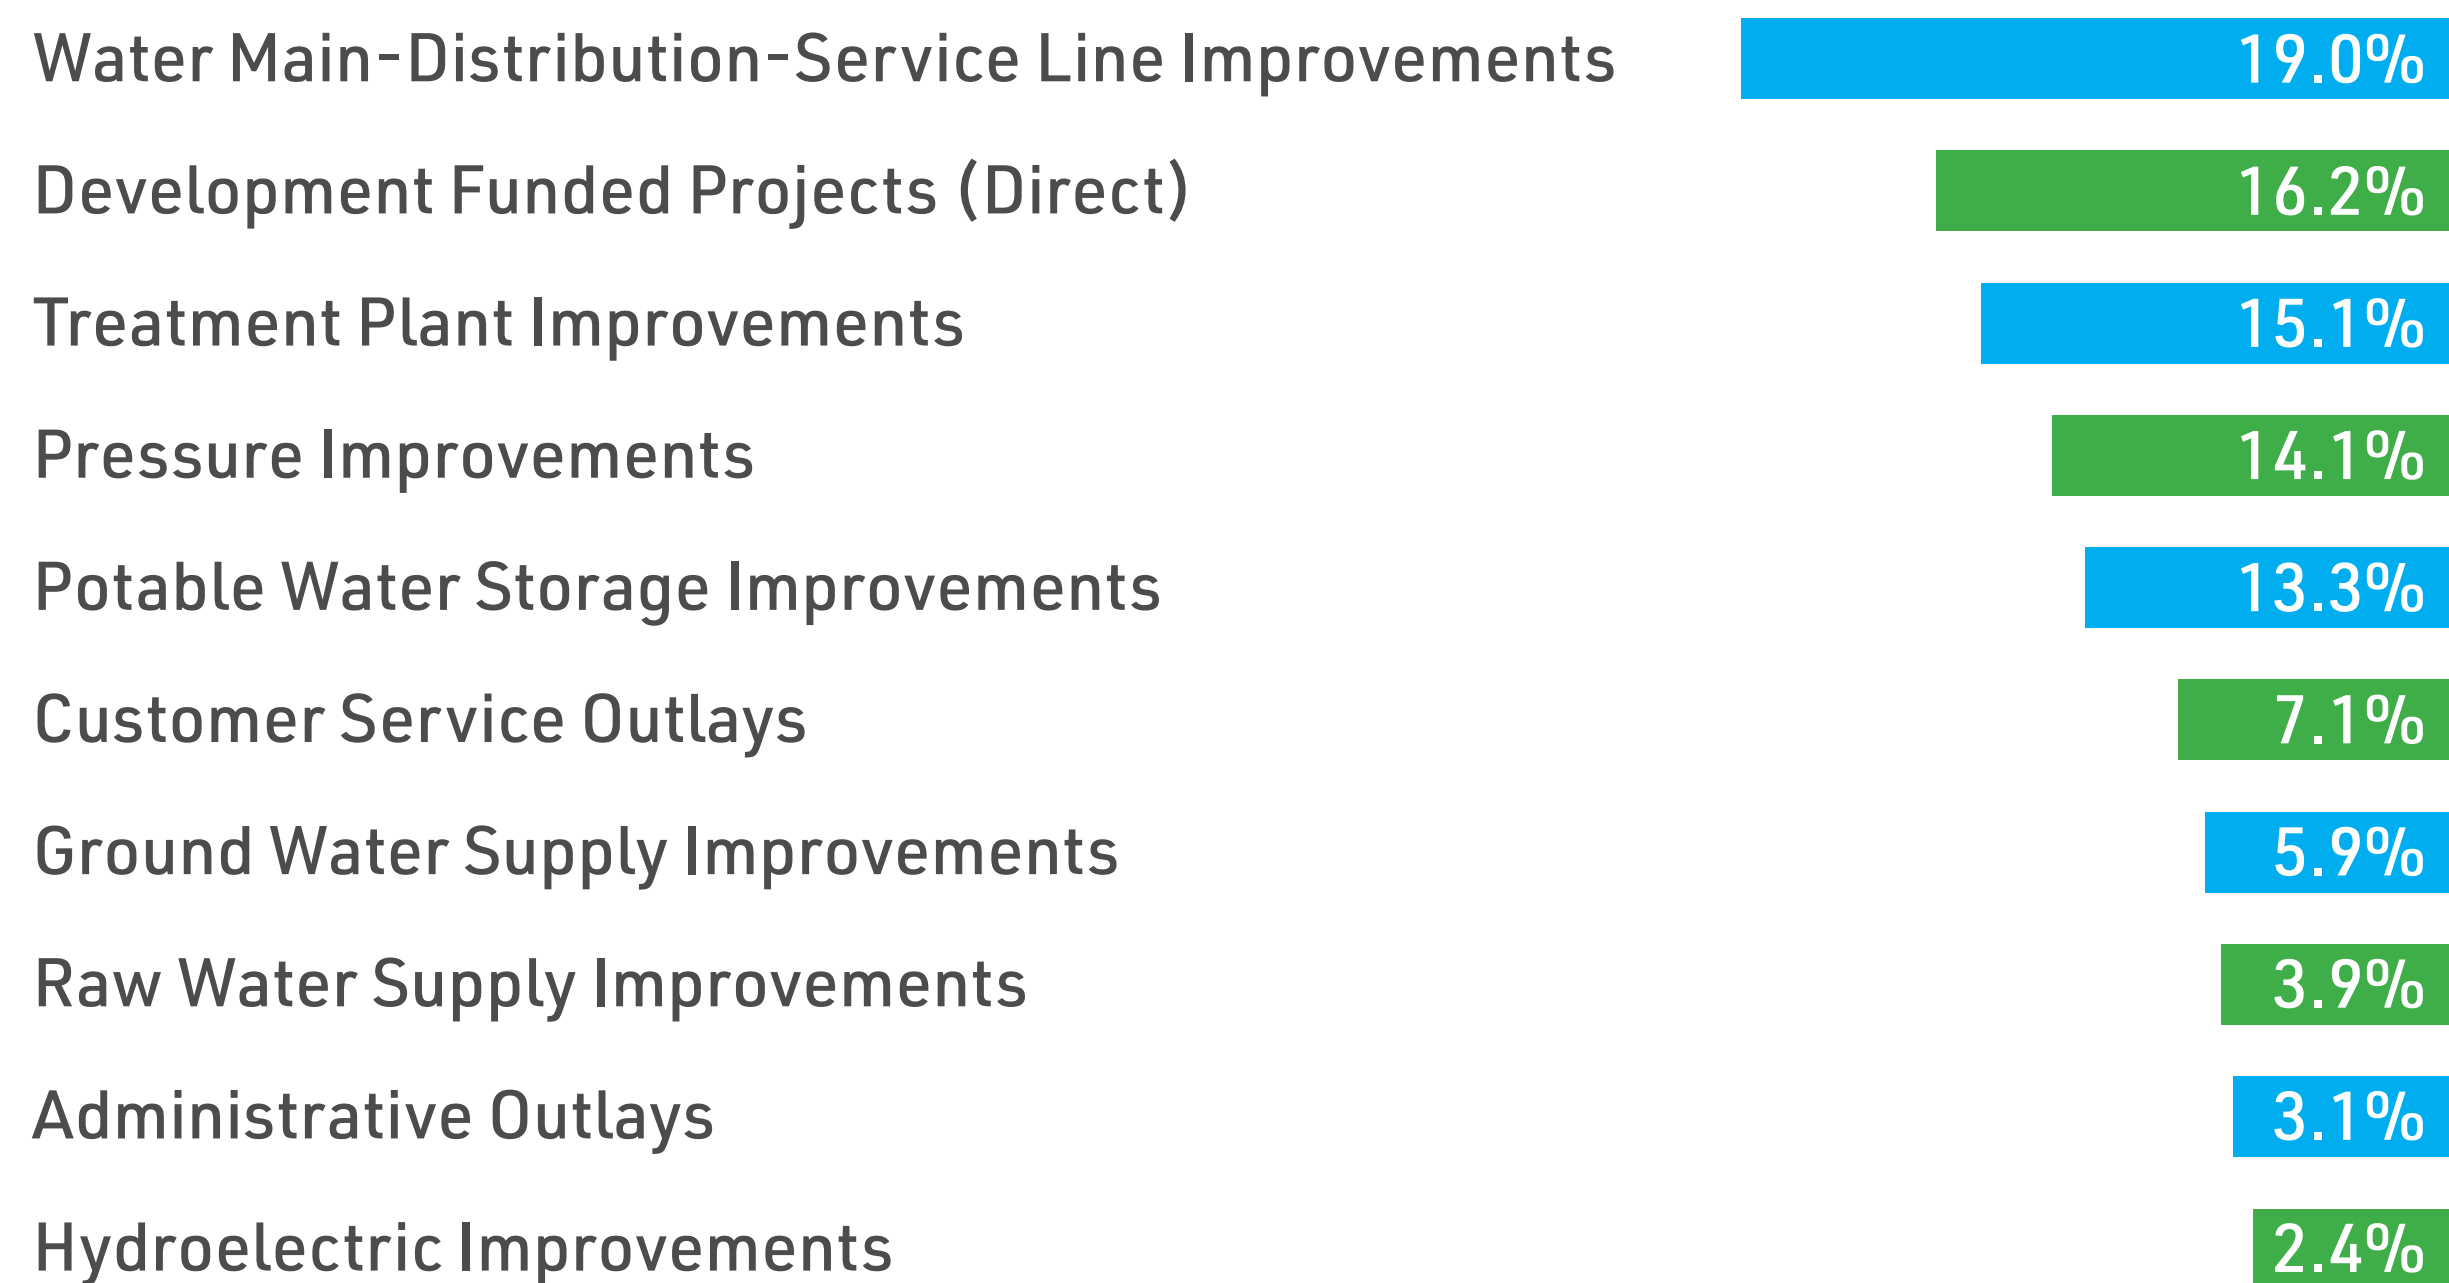 Water Main-Distribution-Service Line Improvements 19.0%
Development Funded Projects (Direct) 16.2%
Treatment Plant Improvements 15.1%
Pressure Improvements 14.1%
Potable Water Storage Improvements 13.3%
Customer Service Outlays 7.1%
Ground Water Supply Improvements 5.9%
Raw Water Supply Improvements 3.9%
Administrative Outlays 3.1%
Hydroelectric Improvements 2.4%